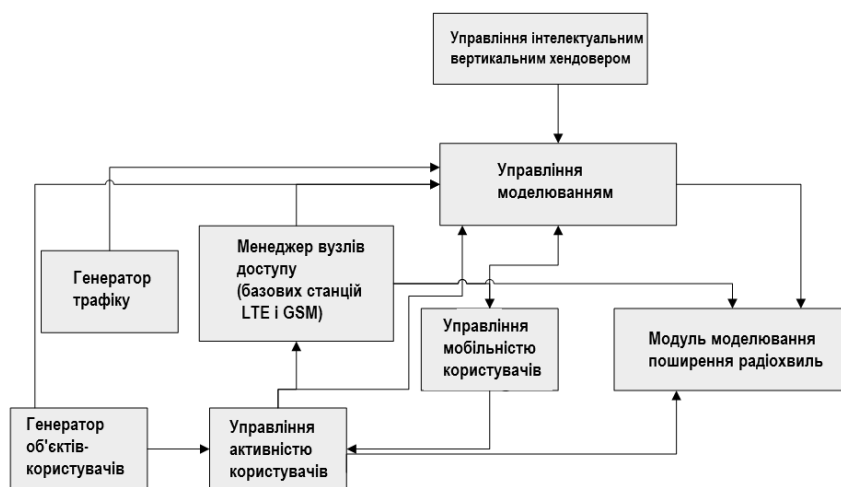 Управління інтелектуальним
вертикальним хендовером
Управління
моделюванням
Менеджер вузлів
доступу
(базових станцій
LTE і GSM)
Генератор
трафіку
Управління
мобільністю
користувачів
Модуль моделювання
поширення радіохвиль
Генератор
об'єктів-
користувачів
Управління
активністю
користувачів